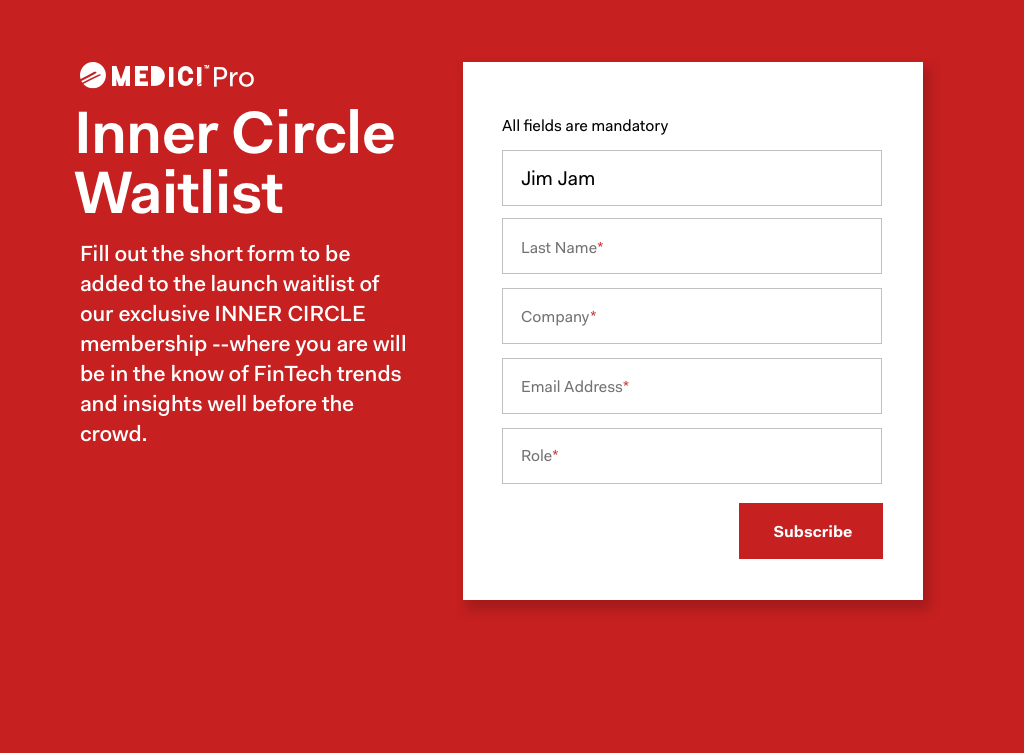 MEDICI™ Pro
Inner Circle
Waitlist
Fill out the short form to be
added to the launch waitlist of
our exclusive INNER CIRCLE
membership --where you are will
be in the know of FinTech trends
and insights well before the
crowd.
All fields are mandatory
Jim Jam
Last Name*
Company*
Email Address*
Role*
Subscribe